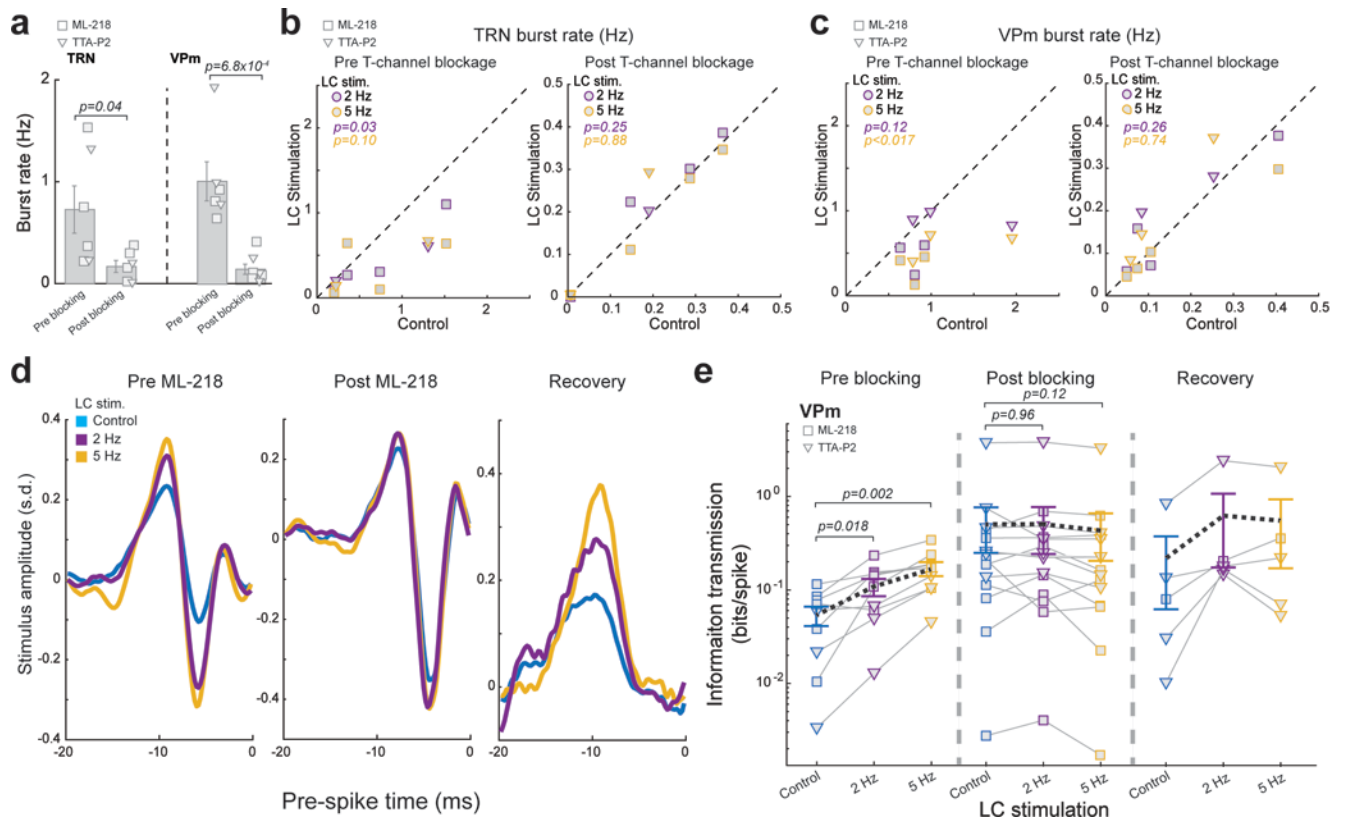 a
ML-218
TTA-P2
TRN
VPm
p=6.8x10⁻⁴
p=0.04
Burst rate (Hz)
2
1
0
Pre blocking
Post blocking
Pre blocking
Post blocking
b
ML-218
TTA-P2
TRN burst rate (Hz)
Pre T-channel blockage
LC stim.
2 Hz
5 Hz
p=0.03
p=0.10
LC Stimulation
2
1
0
0
1
2
Control
Post T-channel blockage
LC stim.
2 Hz
5 Hz
p=0.25
p=0.88
LC Stimulation
0.5
0.4
0.3
0.2
0.1
0
0
0.1
0.2
0.3
0.4
0.5
Control
c
ML-218
TTA-P2
VPm burst rate (Hz)
Pre T-channel blockage
LC stim.
2 Hz
5 Hz
p=0.12
p<0.017
LC Stimulation
2
1
0
0
1
2
Control
Post T-channel blockage
LC stim.
2 Hz
5 Hz
p=0.26
p=0.74
LC Stimulation
0.5
0.4
0.3
0.2
0.1
0
0
0.1
0.2
0.3
0.4
0.5
Control
d
Pre ML-218
Post ML-218
Recovery
LC stim.
Control
2 Hz
5 Hz
Stimulus amplitude (s.d.)
0.4
0.2
0
-0.2
-0.4
-20
-10
0
0.2
0
-0.2
-0.4
-20
-10
0
0.4
0.2
0
-20
-10
0
Pre-spike time (ms)
e
Pre blocking
Post blocking
Recovery
VPm
ML-218
TTA-P2
p=0.12
p=0.96
p=0.002
p=0.018
Informaiton transmission
(bits/spike)
10⁰
10⁻¹
10⁻²
Control
2 Hz
5 Hz
Control
2 Hz
5 Hz
Control
2 Hz
5 Hz
LC stimulation